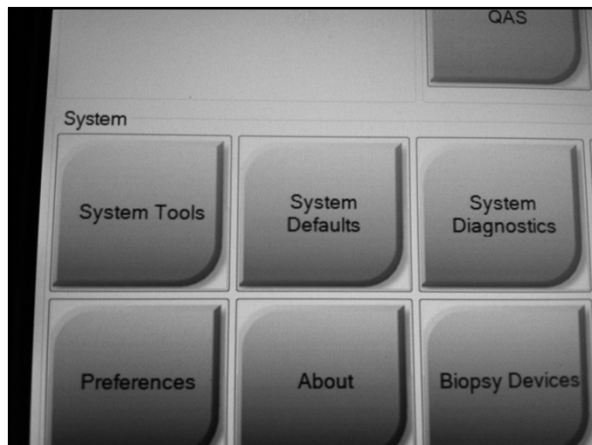 QAS
System
System Tools
System
Defaults
System
Diagnostics
Preferences
About
Biopsy Devices